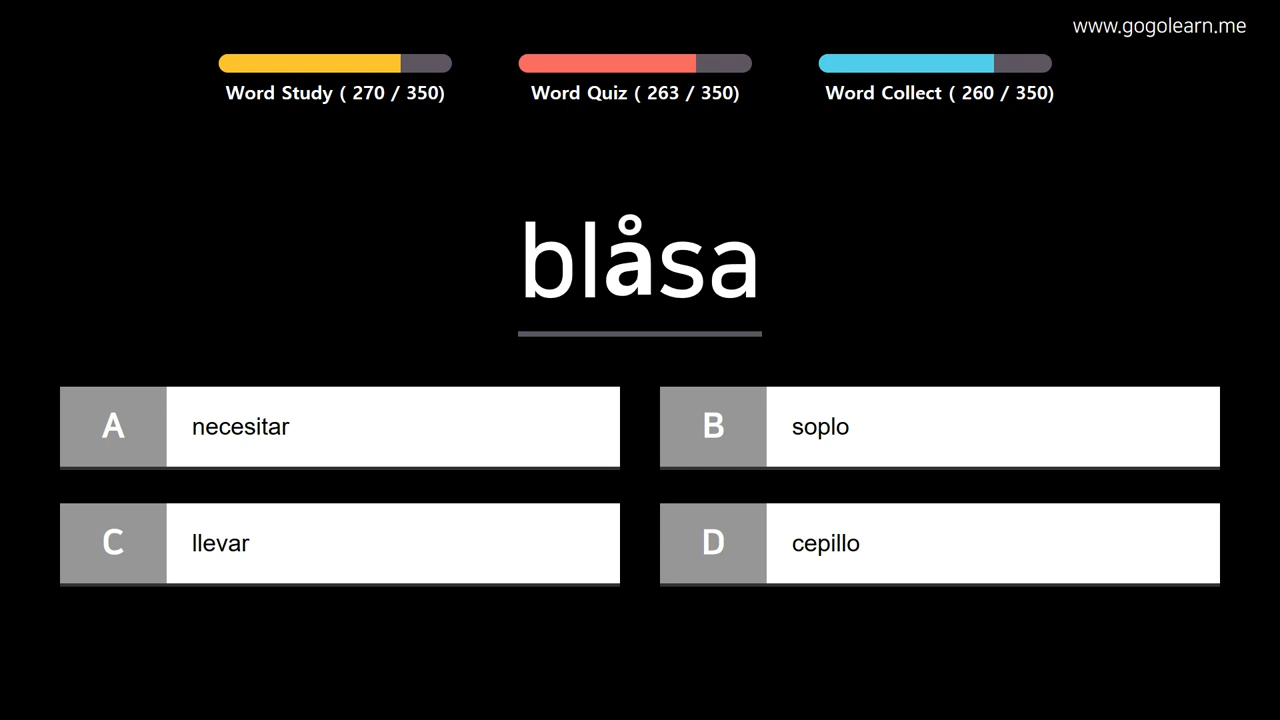 www.gogolearn.me
Word Study ( 270 / 350)
Word Quiz ( 263 / 350)
Word Collect ( 260 / 350)
blåsa
A necesitar
B soplo
C llevar
D cepillo